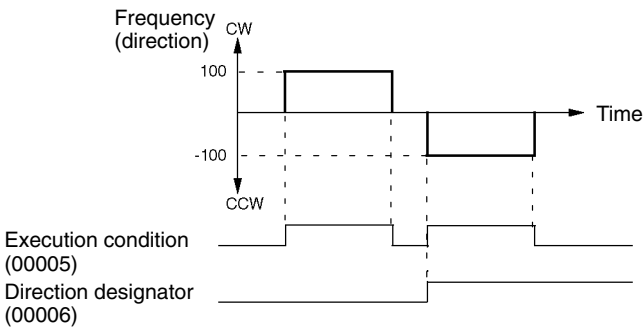 Frequency
(direction)
CW
100
Time
-100
CCW
Execution condition
(00005)
Direction designator
(00006)